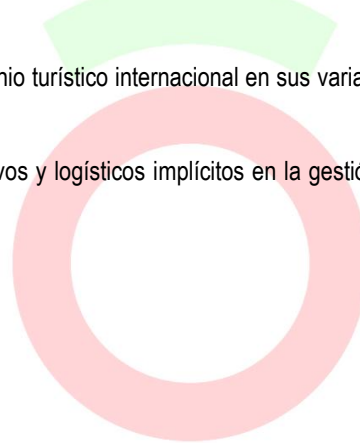 nio turístico internacional en sus varia
vos y logísticos implícitos en la gestió